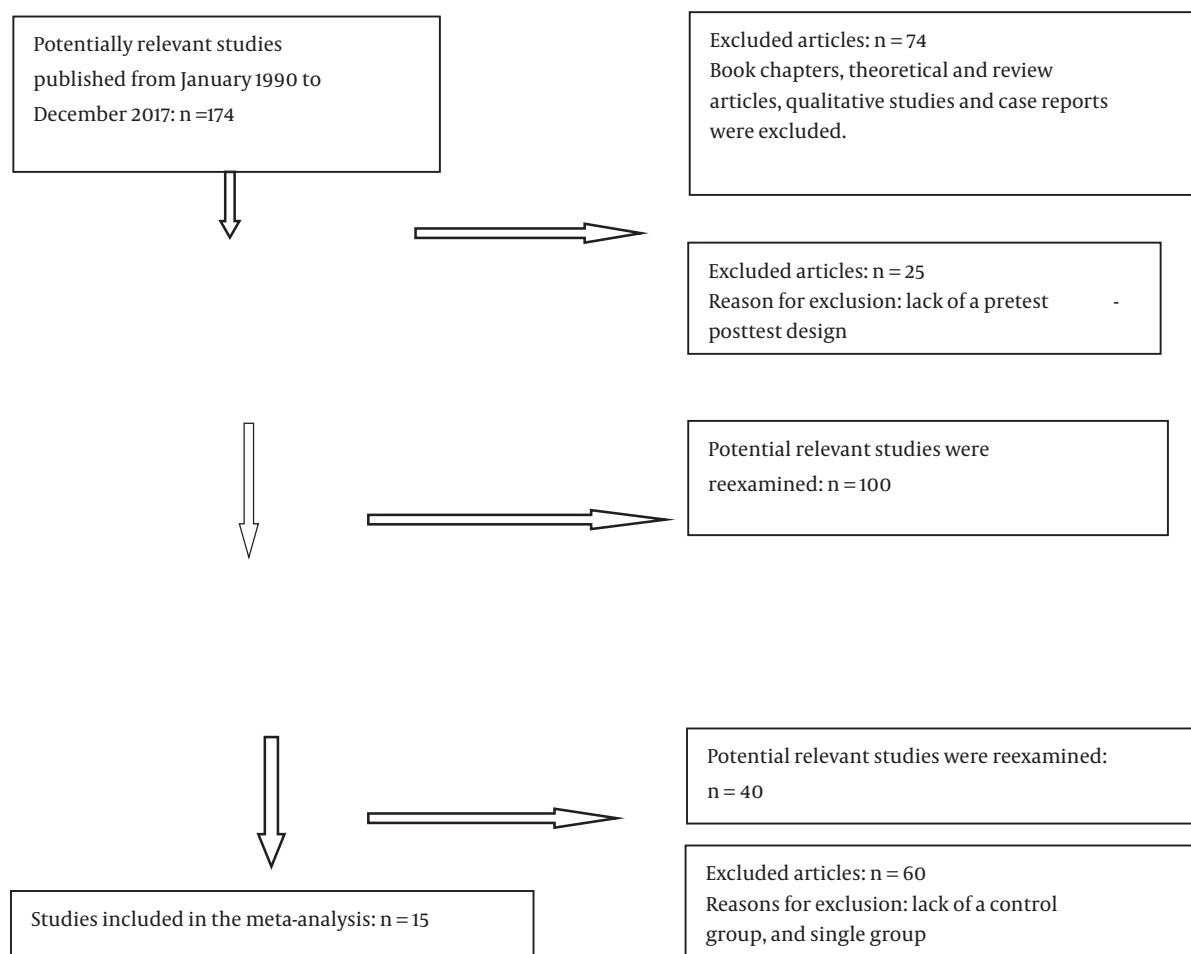 Potentially relevant studies
published from January 1990 to
December 2017: n =174
Excluded articles: n = 74
Book chapters, theoretical and review
articles, qualitative studies and case reports
were excluded.
Excluded articles: n = 25
Reason for exclusion: lack of a pretest -
posttest design
Potential relevant studies were
reexamined: n = 100
Potential relevant studies were reexamined:
n = 40
Excluded articles: n = 60
Reasons for exclusion: lack of a control
group, and single group
Studies included in the meta-analysis: n = 15